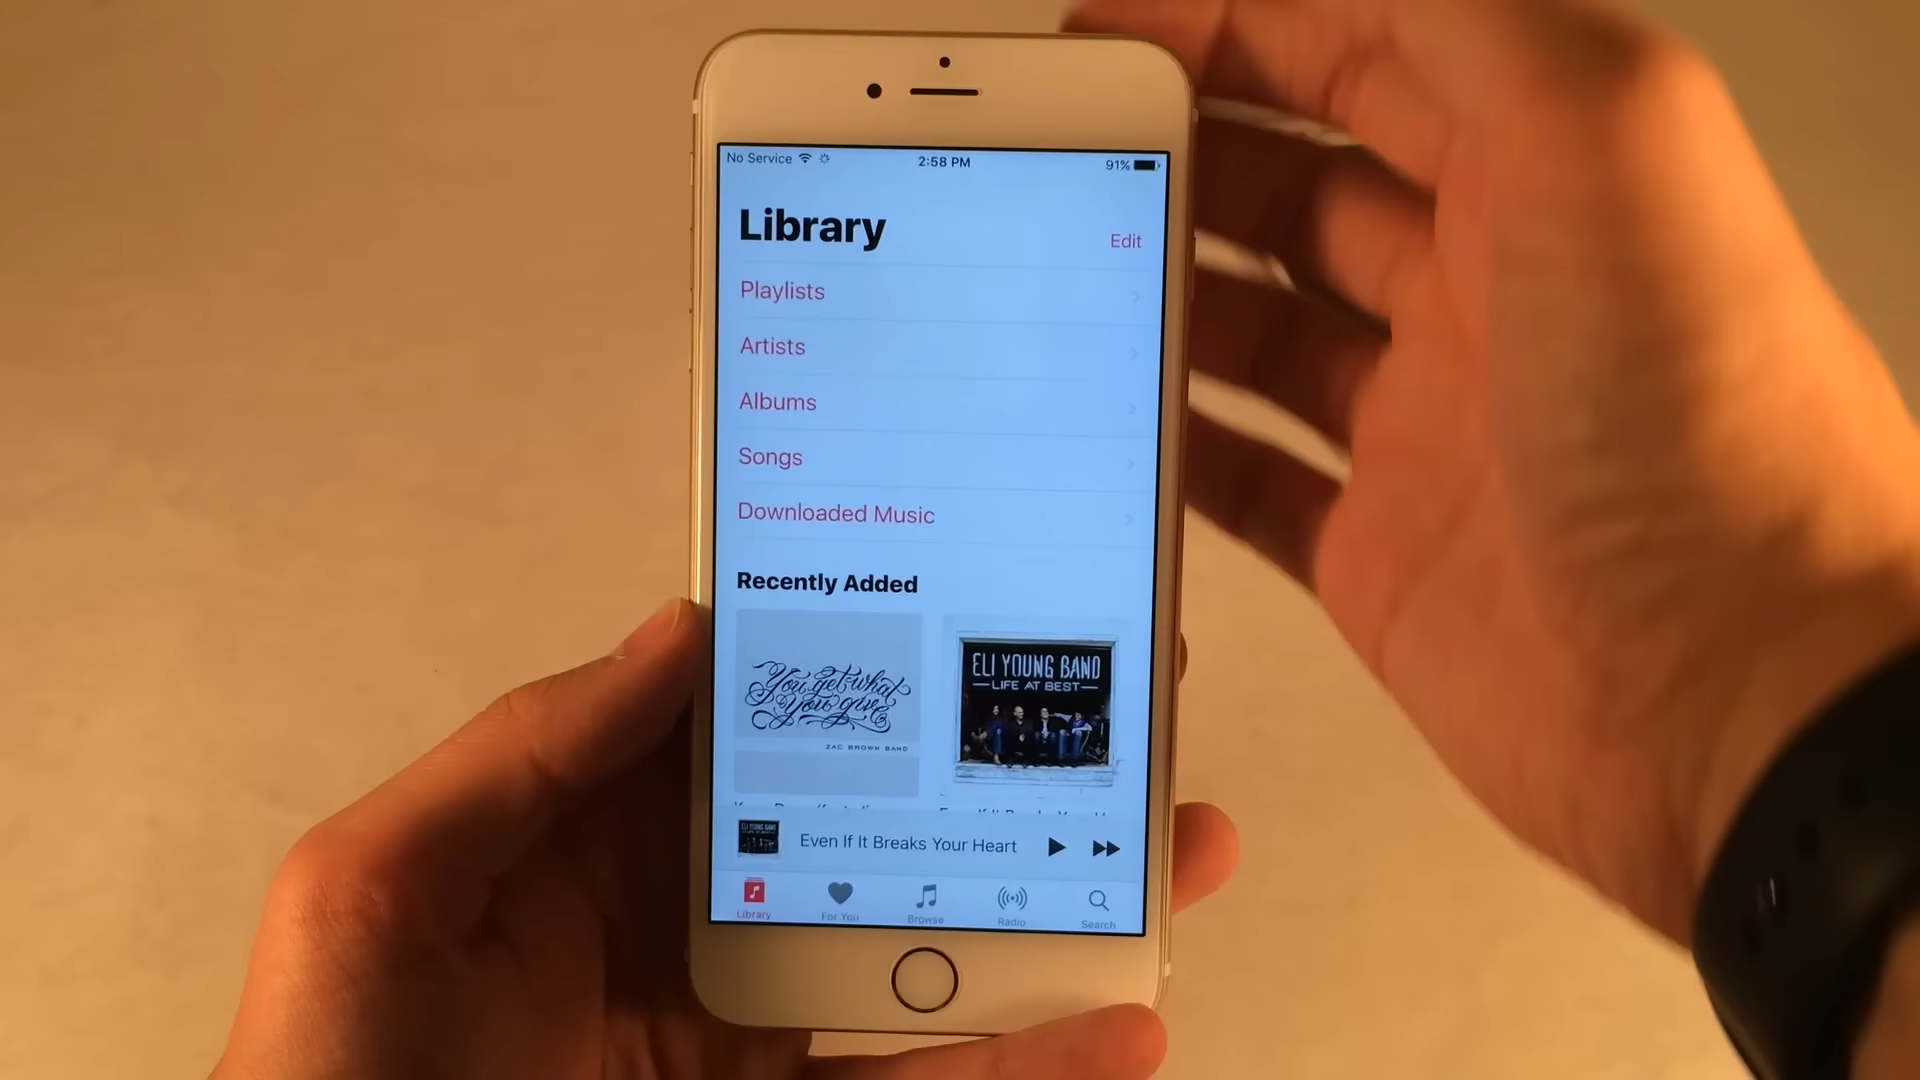 No Service
2:58 PM
91%
Library
Edit
Playlists
Artists
Albums
Songs
Downloaded Music
Recently Added
You get what
You give
ZAC BROWN BAND
ELI YOUNG BAND
LIFE AT BEST
Even If It Breaks Your Heart
Library
For You
Browse
Radio
Search